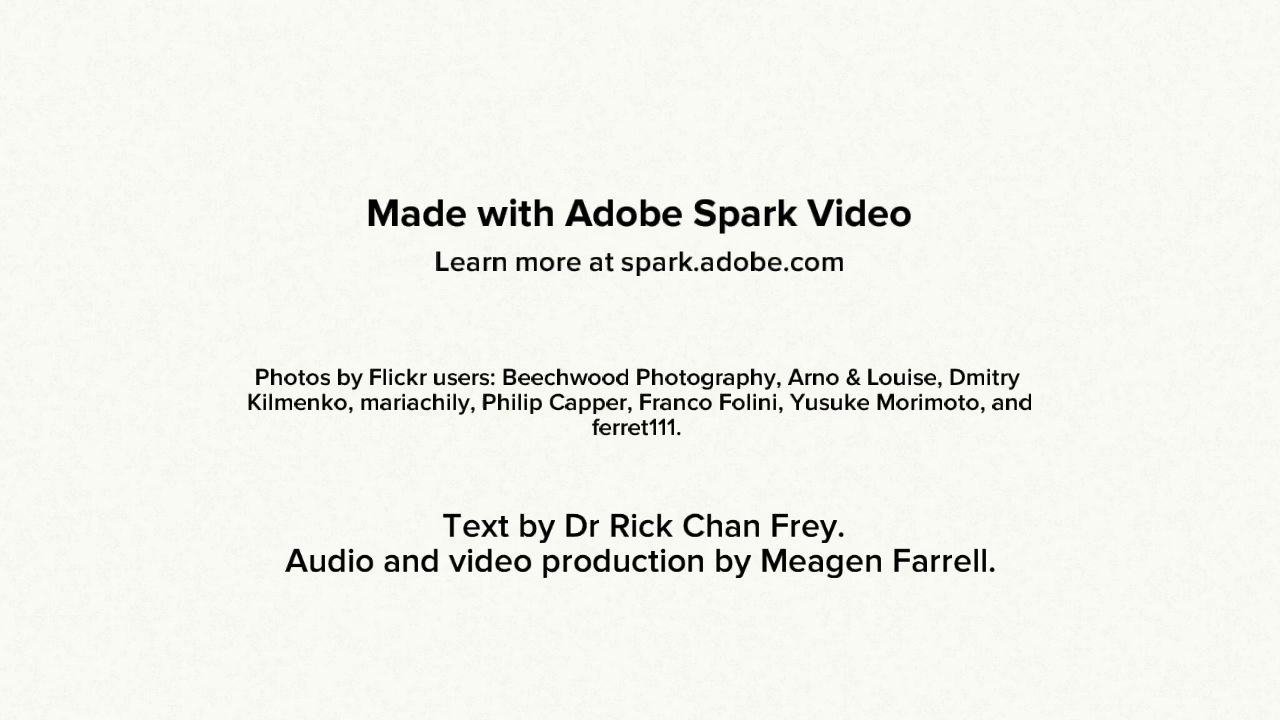 Made with Adobe Spark Video
Learn more at spark.adobe.com
Photos by Flickr users: Beechwood Photography, Arno & Louise, Dmitry
Kilmenko, mariachily, Philip Capper, Franco Folini, Yusuke Morimoto, and
ferret111.
Text by Dr Rick Chan Frey.
Audio and video production by Meagen Farrell.